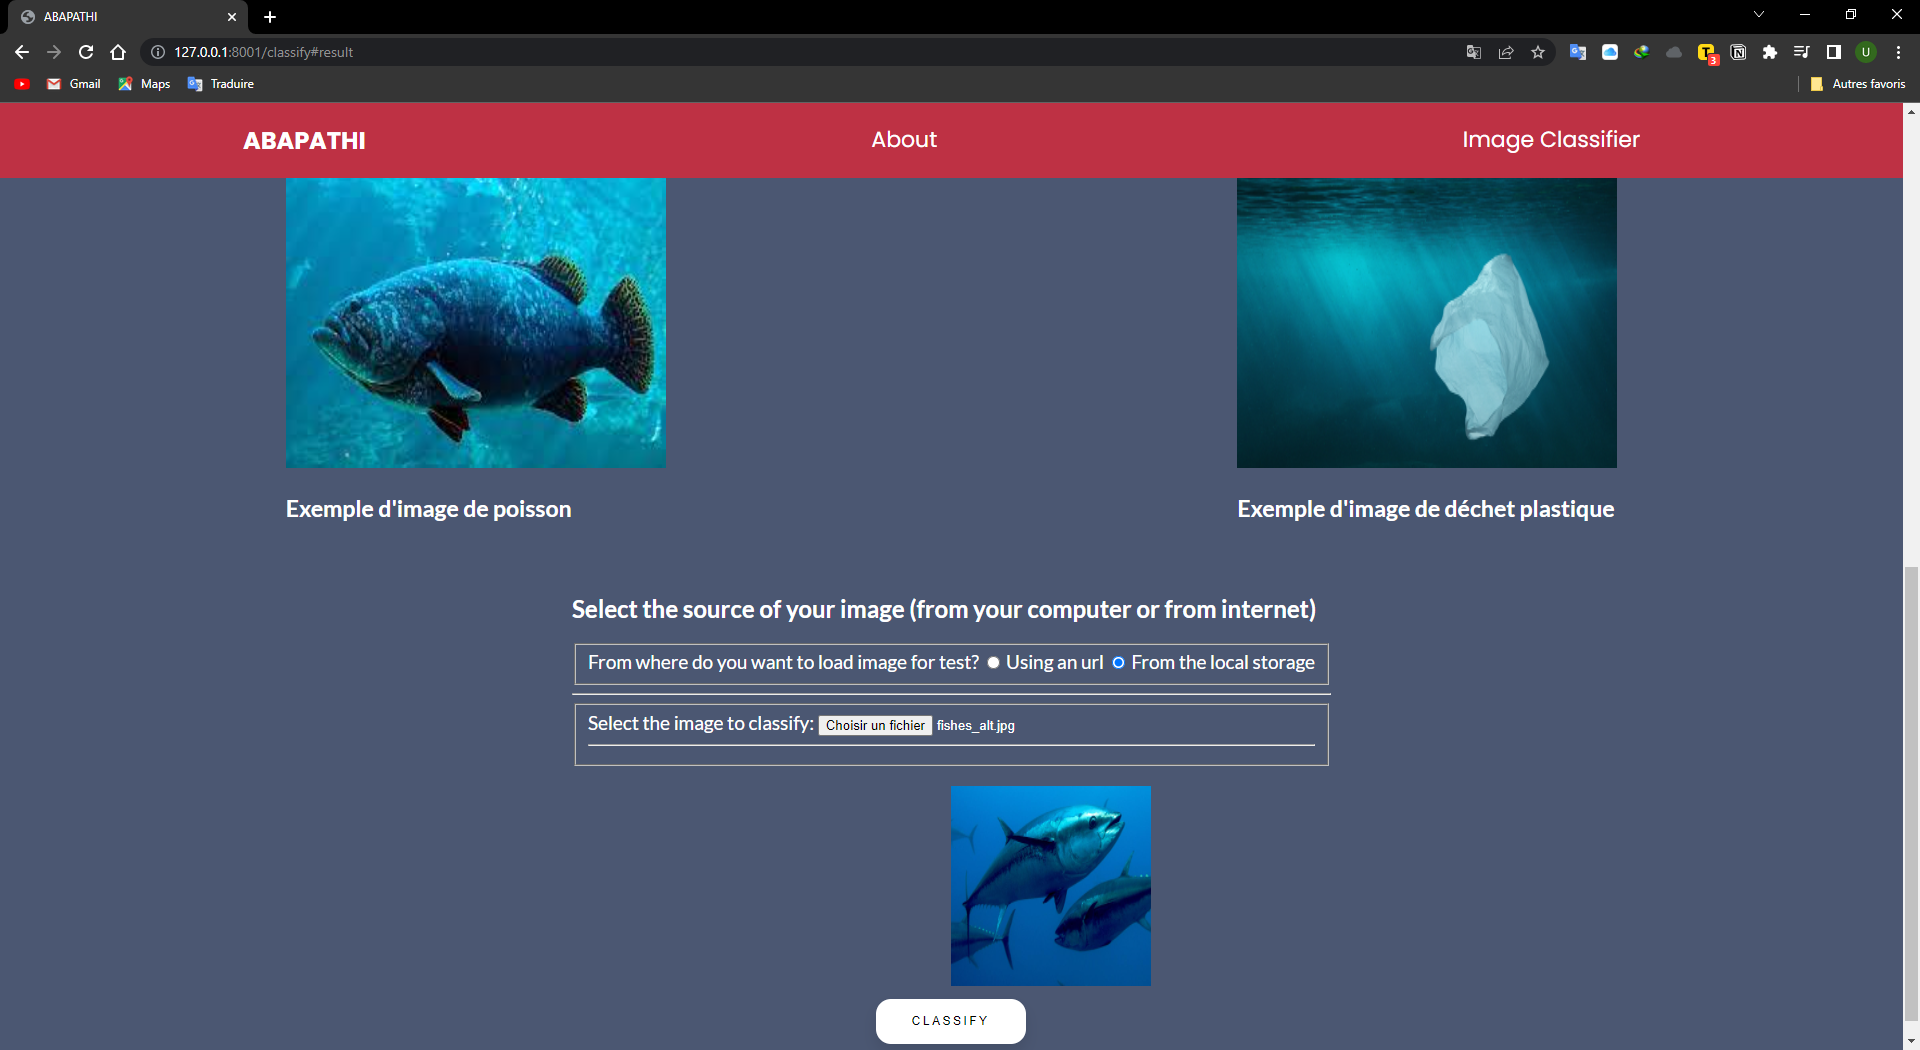 ABAPATHI
127.0.0.1:8001/classify#result
3
U
Gmail
Maps
Traduire
Autres favoris
ABAPATHI
About
Image Classifier
Exemple d'image de poisson
Exemple d'image de déchet plastique
Select the source of your image (from your computer or from internet)
From where do you want to load image for test? Using an url From the local storage
Select the image to classify: Choisir un fichier fishes_alt.jpg
CLASSIFY